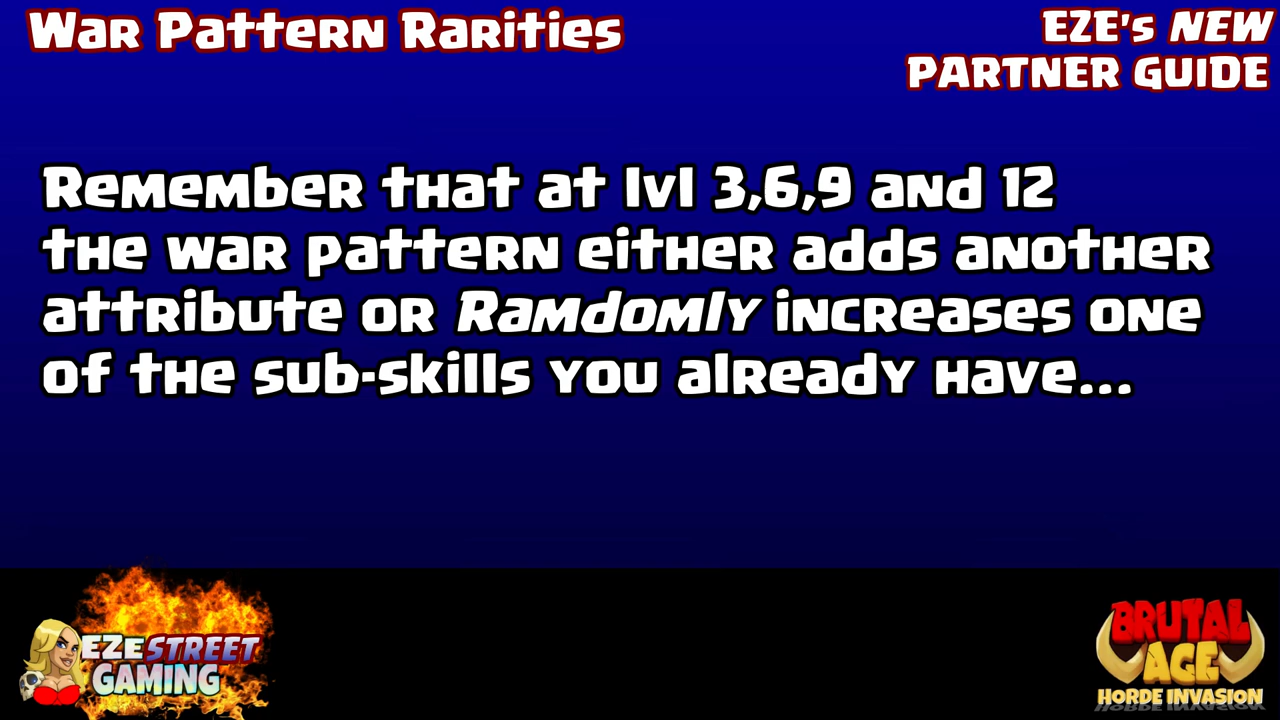 War Pattern Rarities
EZE's NEW
PARTNER GUIDE
Remember that at lvl 3,6,9 and 12
the war pattern either adds another
attribute or Ramdomly increases one
of the sub-skills you already have...
EZE STREET
GAMING
BRUTAL
AGE
HORDE INVASION